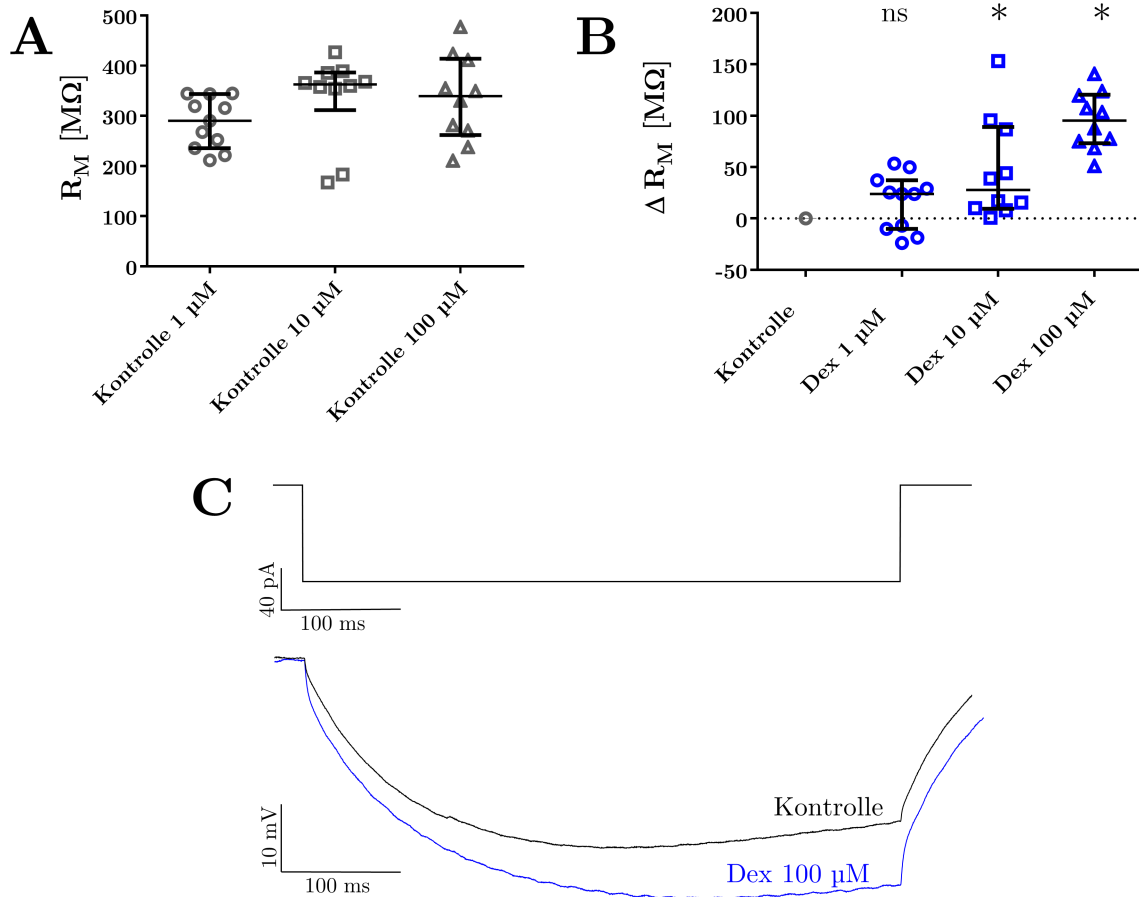 A
R_M [MΩ]
500
400
300
200
100
0
Kontrolle 1 µM
Kontrolle 10 µM
Kontrolle 100 µM
B
Δ R_M [MΩ]
200
150
100
50
0
-50
ns
*
*
Kontrolle
Dex 1 µM
Dex 10 µM
Dex 100 µM
C
40 pA
100 ms
Kontrolle
Dex 100 µM
10 mV
100 ms